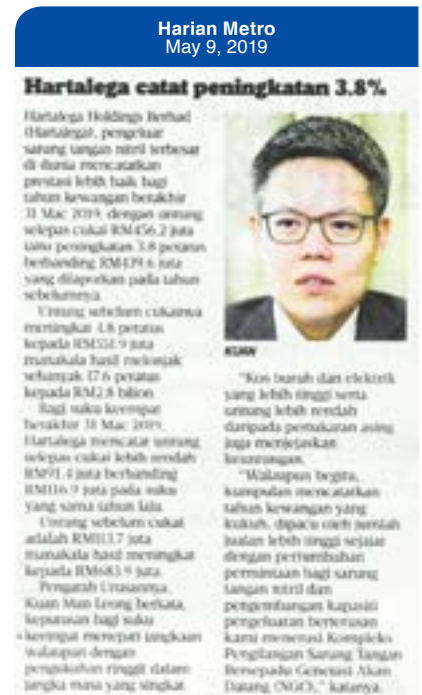 Harian Metro
May 9, 2019
Hartalega catat peningkatan 3.8%
Hartalega Holdings Berhad
(Hartalega), pengeluar
sarung tangan nitril terbesar
di dunia mencatatkan
prestasi lebih baik bagi
tahun kewangan berakhir
31 Mac 2019, dengan untung
selepas cukai RM456.2 juta
iaitu peningkatan 3.8 peratus
berbanding RM439.6 juta
yang dilaporkan pada tahun
sebelumnya.
Untung sebelum cukainya
meningkat 4.8 peratus
kepada RM551.9 juta
manakala hasil melonjak
sebanyak 17.6 peratus
kepada RM2.8 bilion.
Bagi suku keempat
berakhir 31 Mac 2019,
Hartalega mencatat untung
selepas cukai lebih rendah
RM91.4 juta berbanding
RM116.9 juta pada suku
yang sama tahun lalu.
Untung sebelum cukai
adalah RM113.7 juta
manakala hasil meningkat
kepada RM683.9 juta.
Pengarah Urusannya,
Kuan Mun Leong berkata,
keputusan bagi suku
keempat menepati jangkaan
walaupun dengan
pengukuhan ringgit dalam
jangka masa yang singkat.
KUAN
"Kos buruh dan elektrik
yang lebih tinggi serta
untung lebih rendah
daripada pertukaran asing
juga menjejaskan
keuntungan.
"Walaupun begitu,
kumpulan mencatatkan
tahun kewangan yang
kukuh, dipacu oleh jumlah
jualan lebih tinggi sejajar
dengan pertumbuhan
permintaan bagi sarung
tangan nitril dan
pengembangan kapasiti
pengeluaran berterusan
kami menerusi Kompleks
Pengilangan Sarung Tangan
Bersepadu Generasi Akan
Datang (NGC)," katanya.